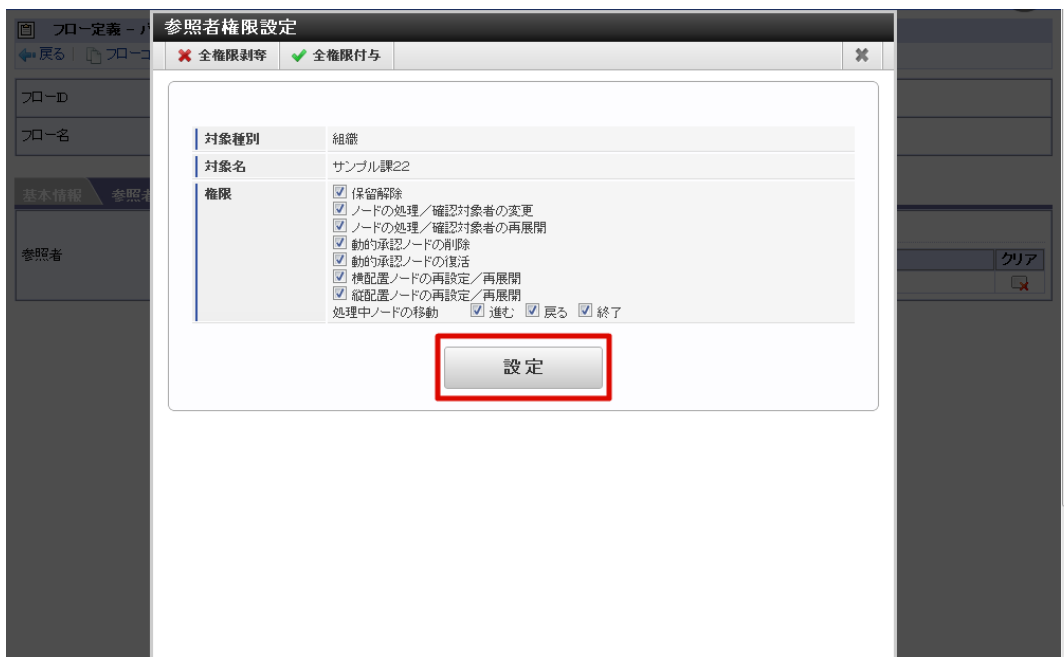 フロー定義 -
参照者権限設定
戻る
全権限剥奪 全権限付与
フローID
フロー名
対象種別 組織
対象名 サンプル課22
権限 保留解除
ノードの処理／確認対象者の変更
ノードの処理／確認対象者の再展開
動的承認ノードの削除
動的承認ノードの復活
横配置ノードの再設定／再展開
縦配置ノードの再設定／再展開
処理中ノードの移動 進む 戻る 終了
基本情報 参照者
参照者
クリア
設定